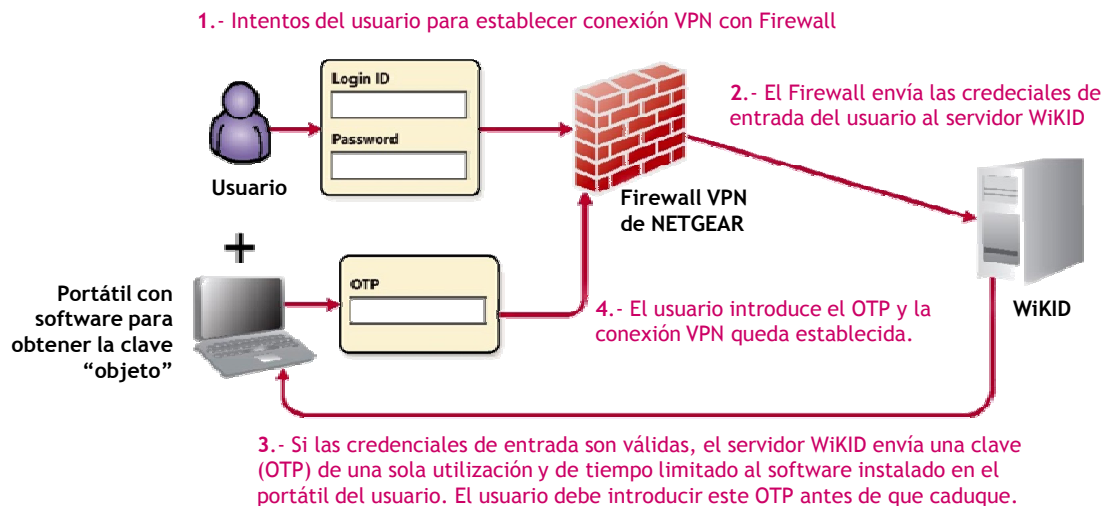 1.- Intentos del usuario para establecer conexión VPN con Firewall
Login ID
Password
Usuario
2.- El Firewall envía las credeciales de
entrada del usuario al servidor WiKID
Firewall VPN
de NETGEAR
+
Portátil con
software para
obtener la clave
“objeto”
OTP
4.- El usuario introduce el OTP y la
conexión VPN queda establecida.
WiKID
3.- Si las credenciales de entrada son válidas, el servidor WiKID envía una clave
(OTP) de una sola utilización y de tiempo limitado al software instalado en el
portátil del usuario. El usuario debe introducir este OTP antes de que caduque.